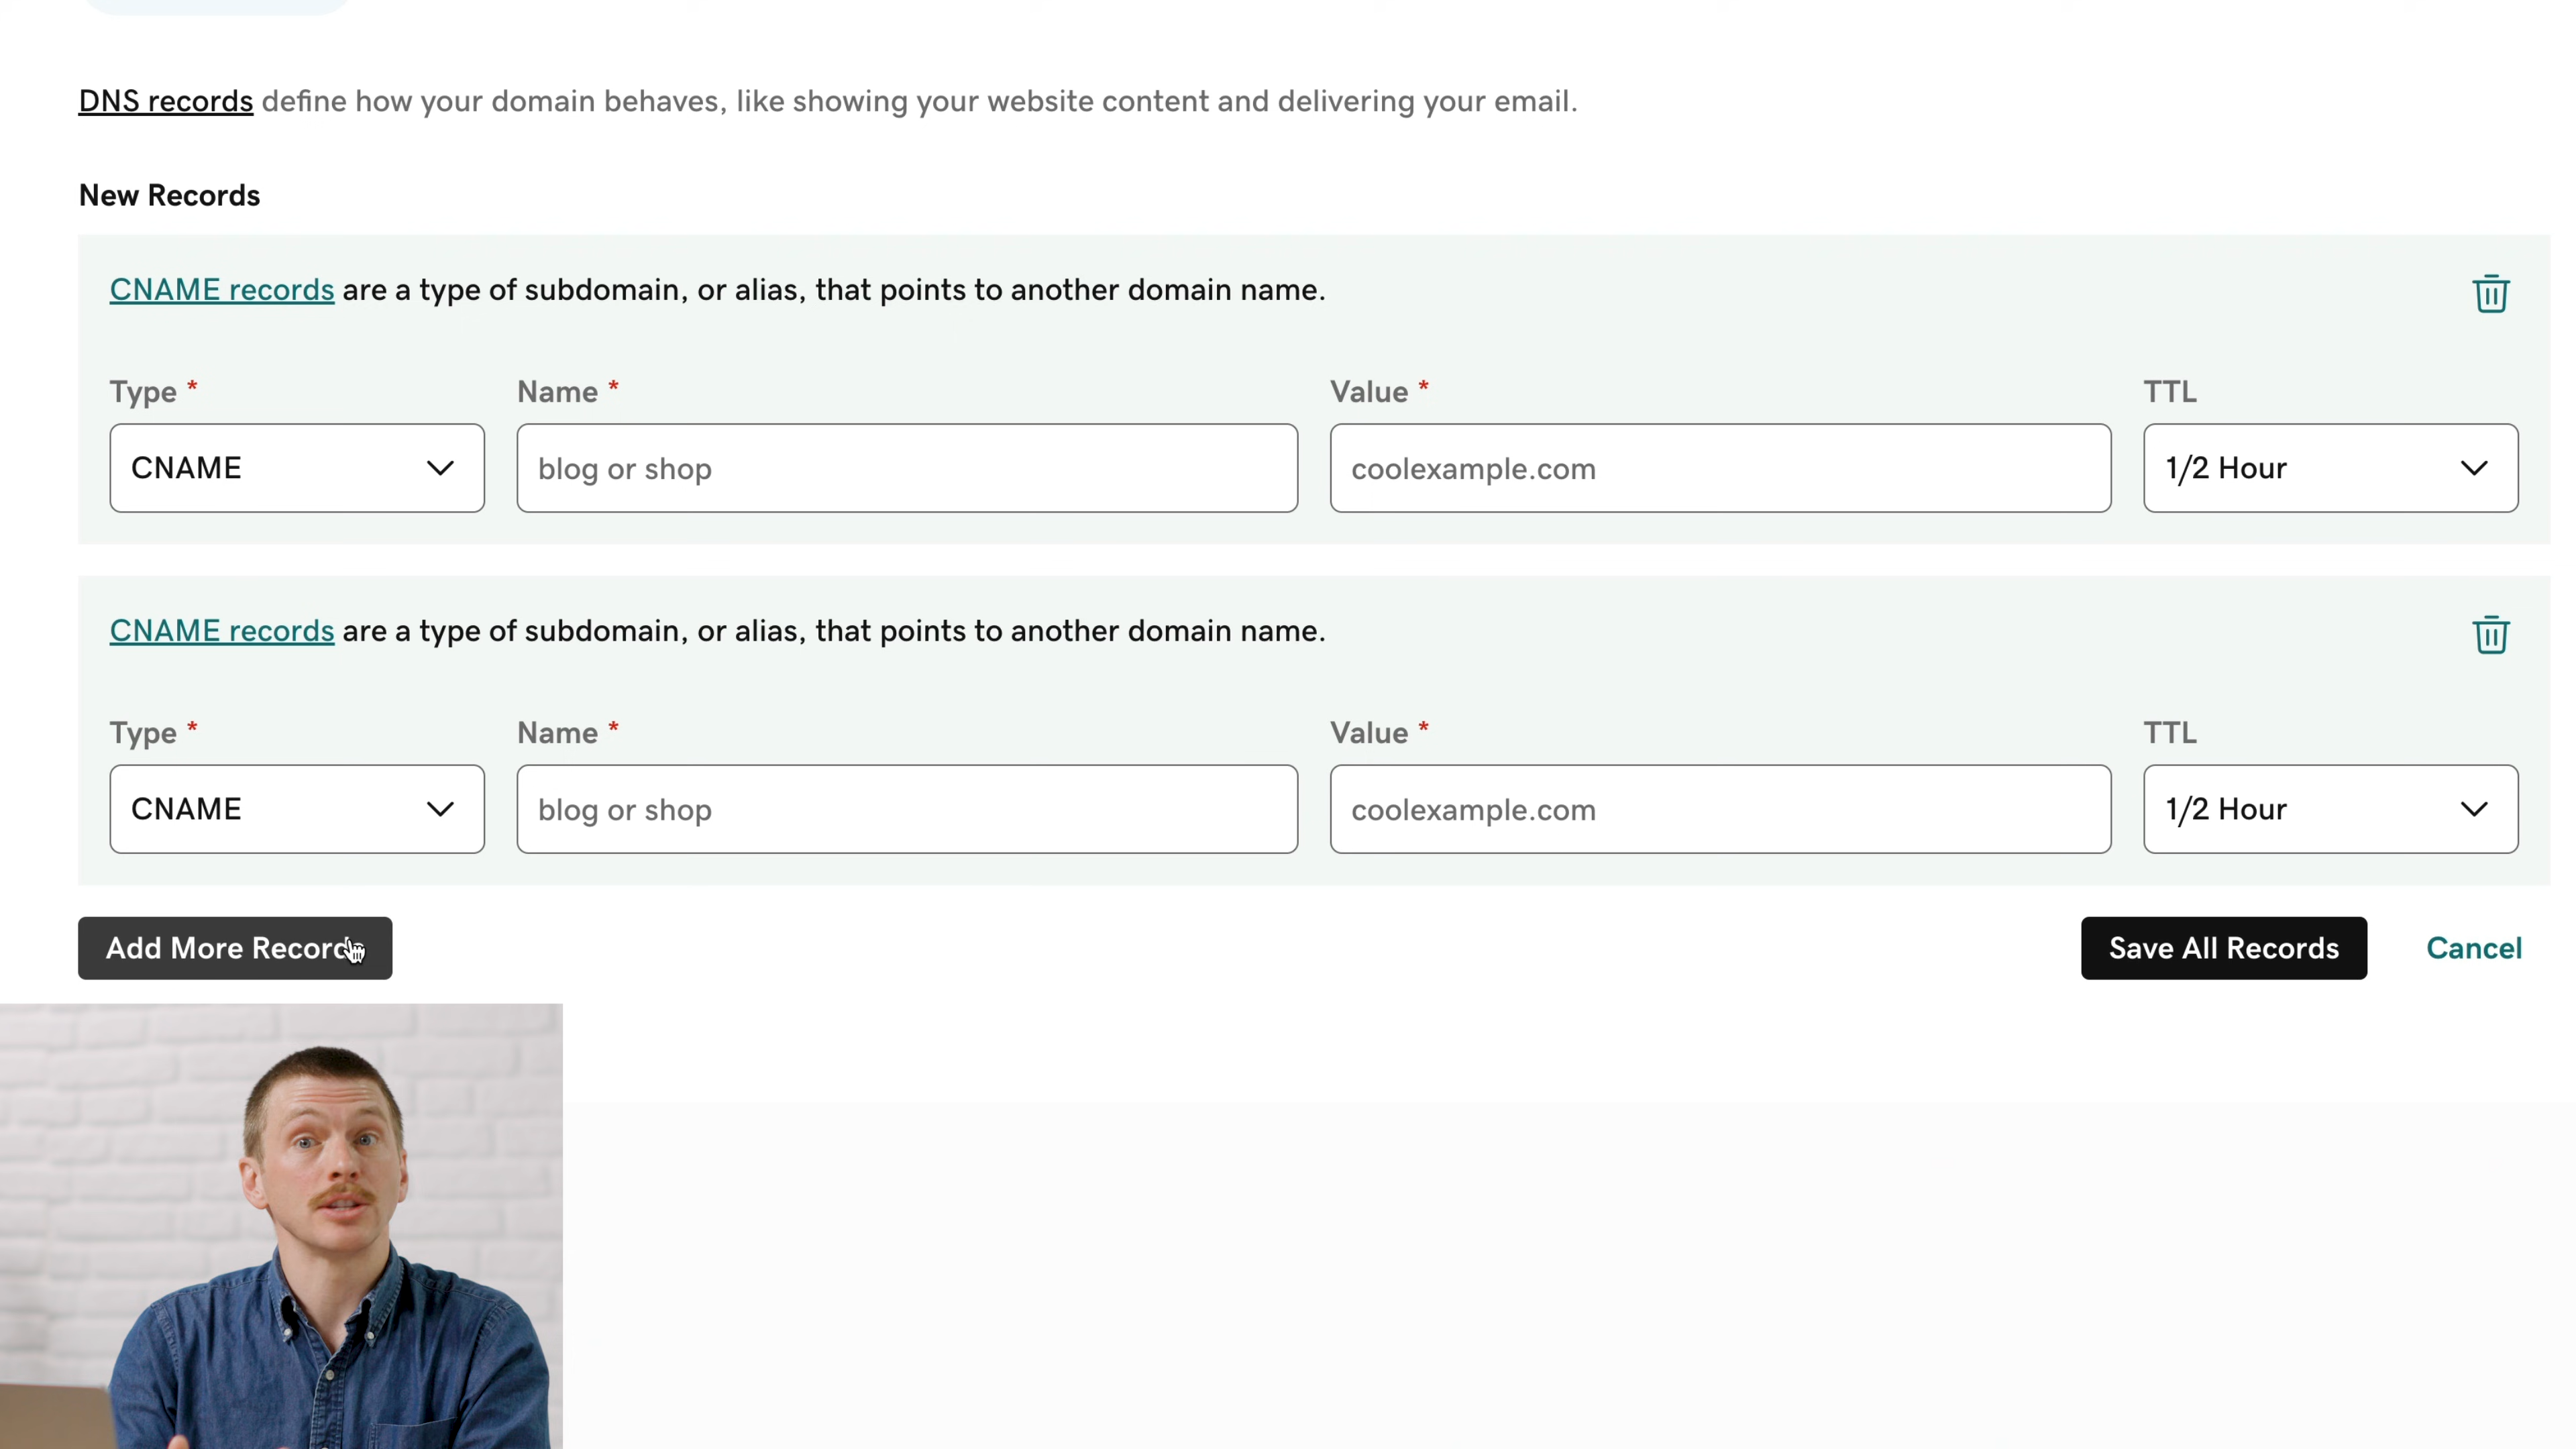 DNS records define how your domain behaves, like showing your website content and delivering your email.
New Records
CNAME records are a type of subdomain, or alias, that points to another domain name.
Type * Name * Value * TTL
CNAME blog or shop coolexample.com 1/2 Hour
CNAME records are a type of subdomain, or alias, that points to another domain name.
Type * Name * Value * TTL
CNAME blog or shop coolexample.com 1/2 Hour
Add More Records Save All Records Cancel